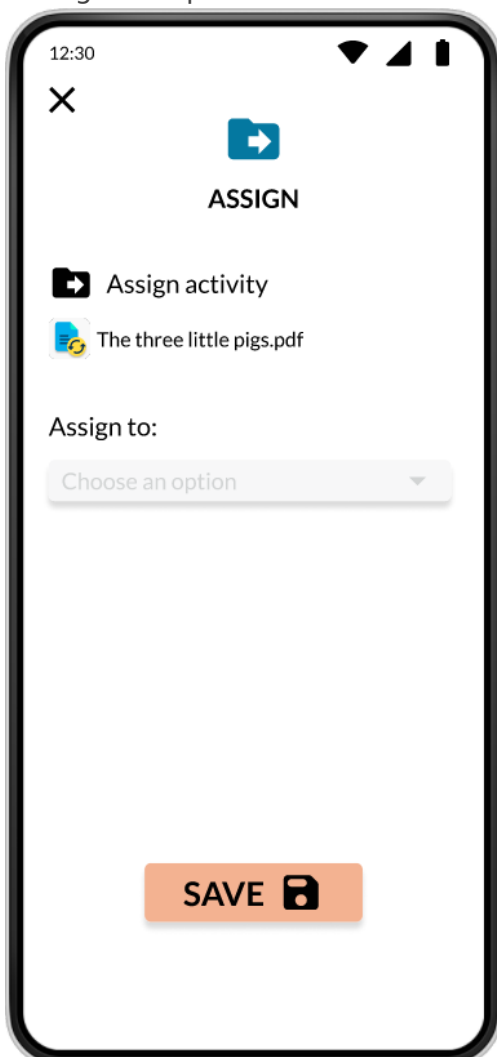 12:30
ASSIGN
Assign activity
The three little pigs.pdf
Assign to:
Choose an option
SAVE